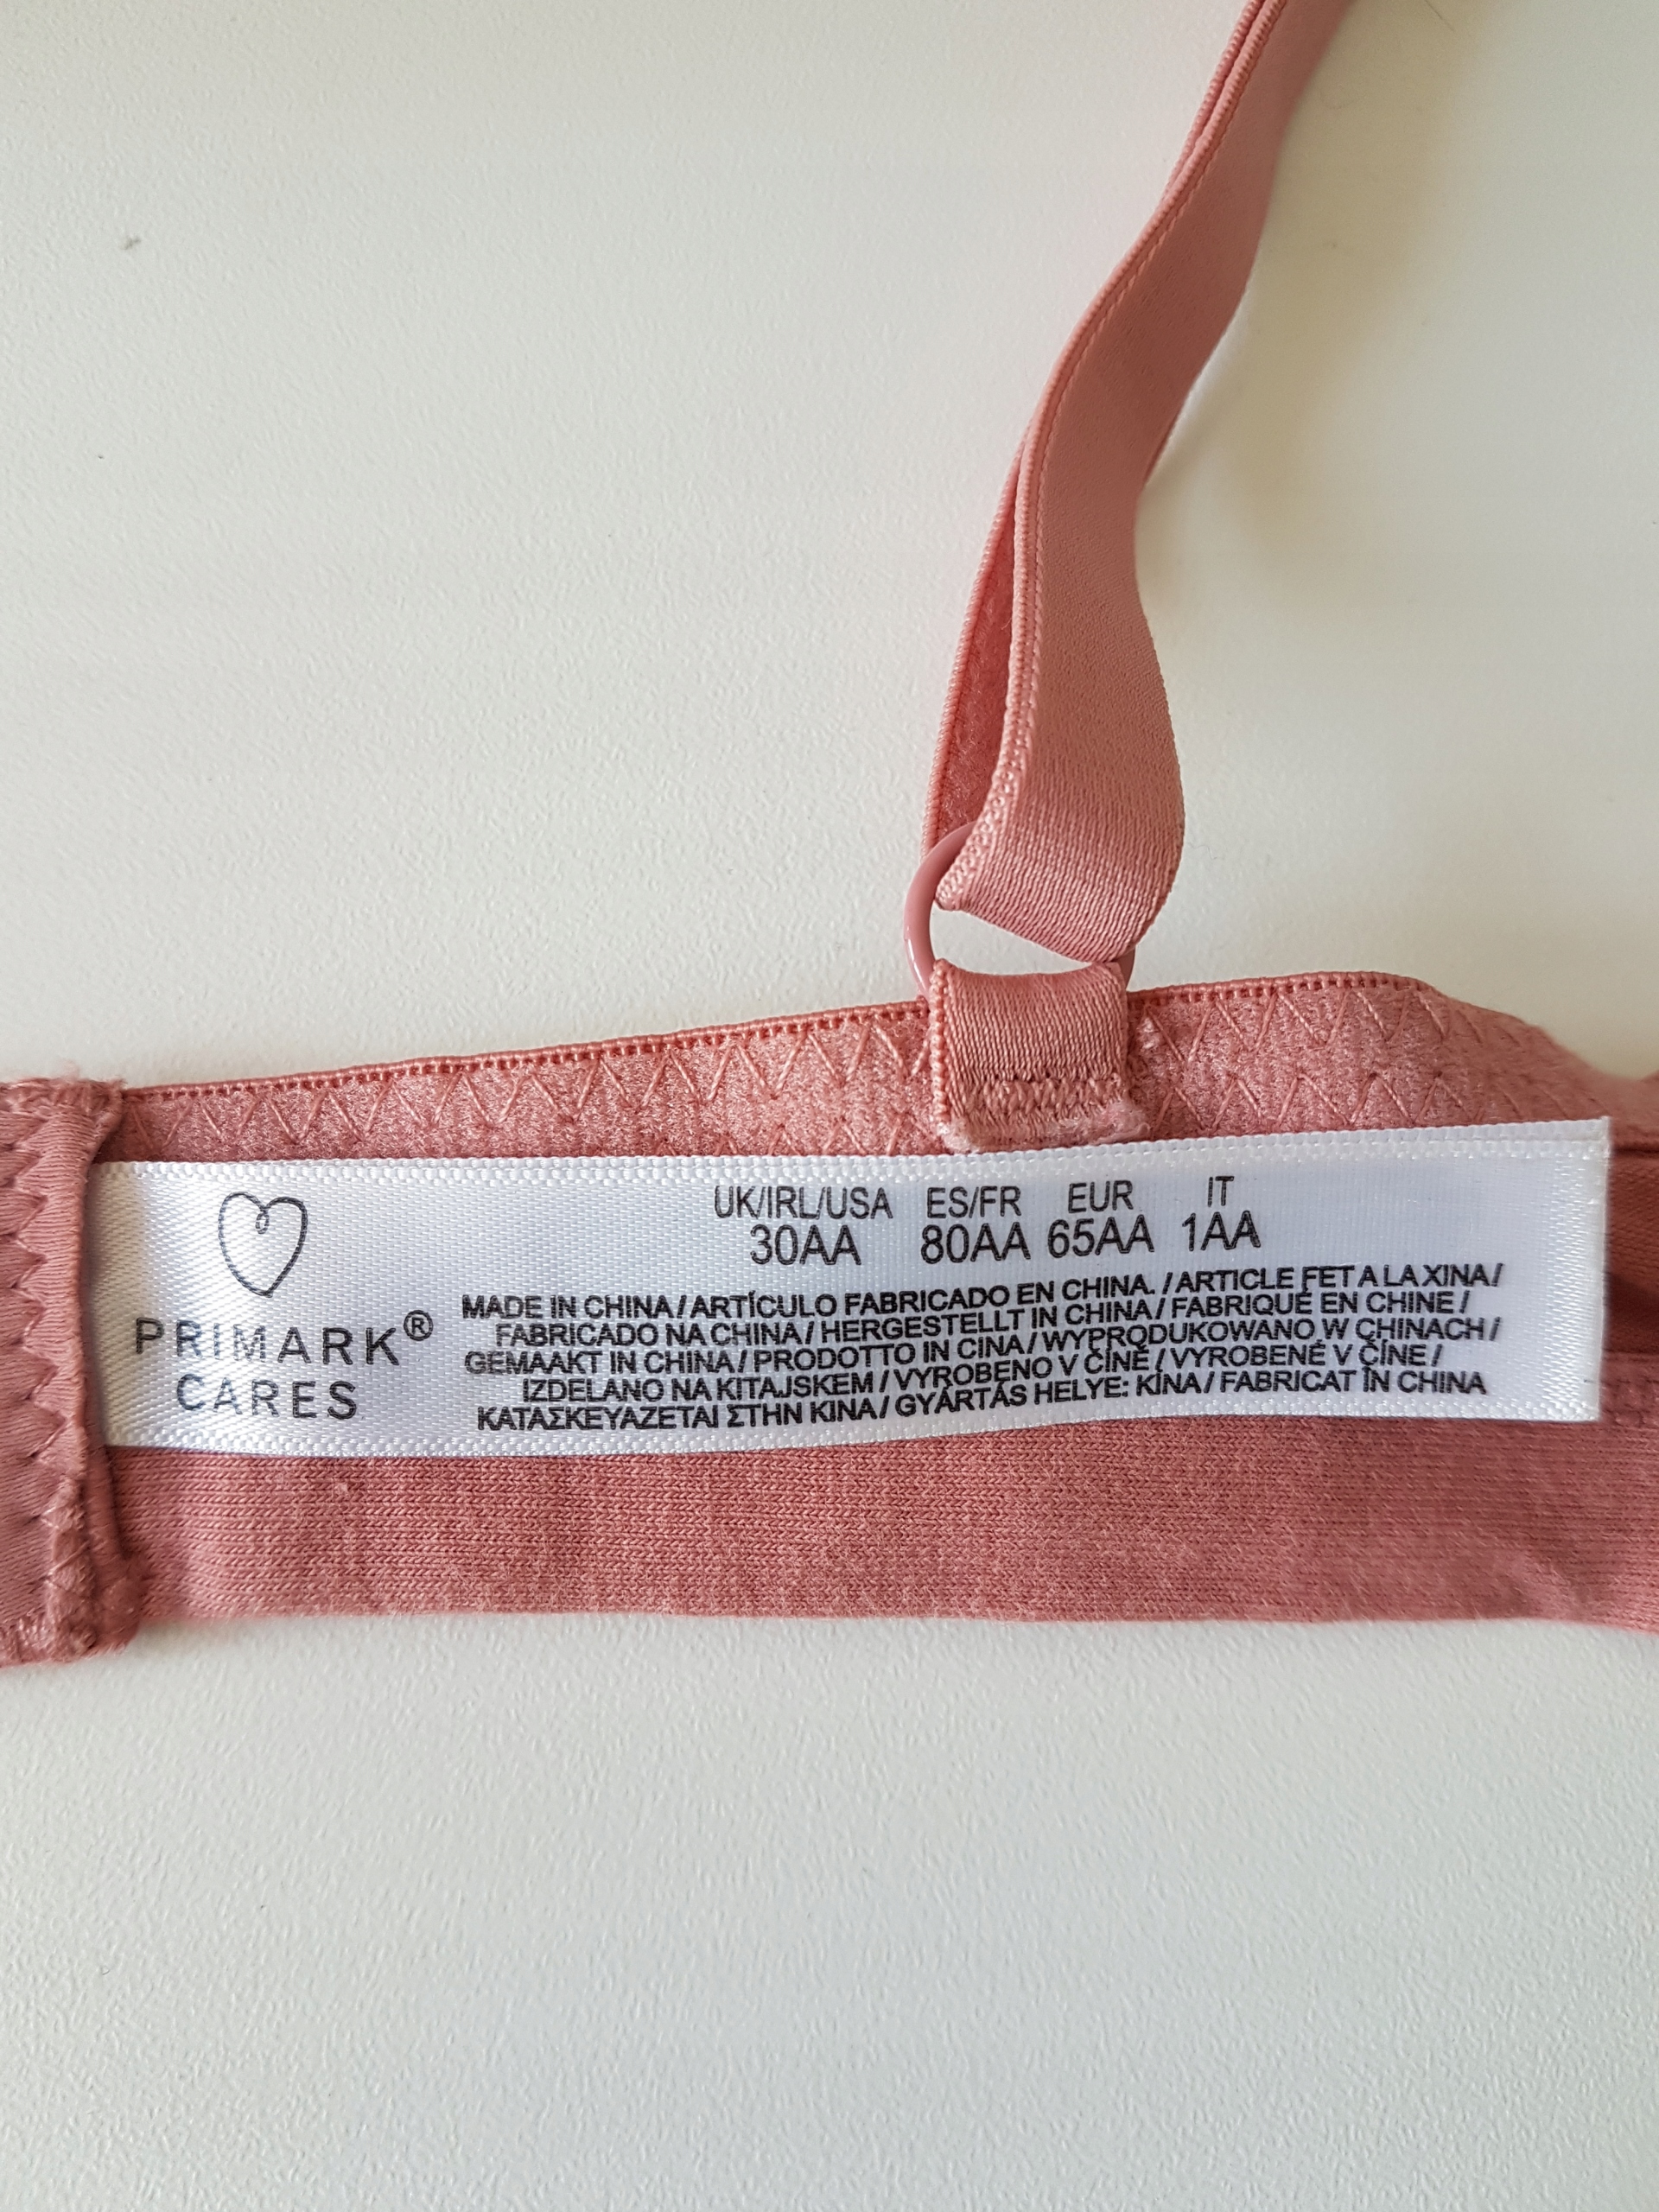 PRIMARK®
CARES
UK/IRL/USA ES/FR EUR IT
30AA 80AA 65AA 1AA
MADE IN CHINA / ARTÍCULO FABRICADO EN CHINA. / ARTICLE FET A LA XINA /
FABRICADO NA CHINA / HERGESTELLT IN CHINA / FABRIQUÉ EN CHINE /
GEMAAKT IN CHINA / PRODOTTO IN CINA / WYPRODUKOWANO W CHINACH /
IZDELANO NA KITAJSKEM / VYROBENO V ČÍNĚ / VYROBENÉ V ČÍNE /
ΚΑΤΑΣΚΕΥΑΖΕΤΑΙ ΣΤΗΝ ΚΙΝΑ / GYÁRTÁS HELYE: KÍNA / FABRICAT ÎN CHINA